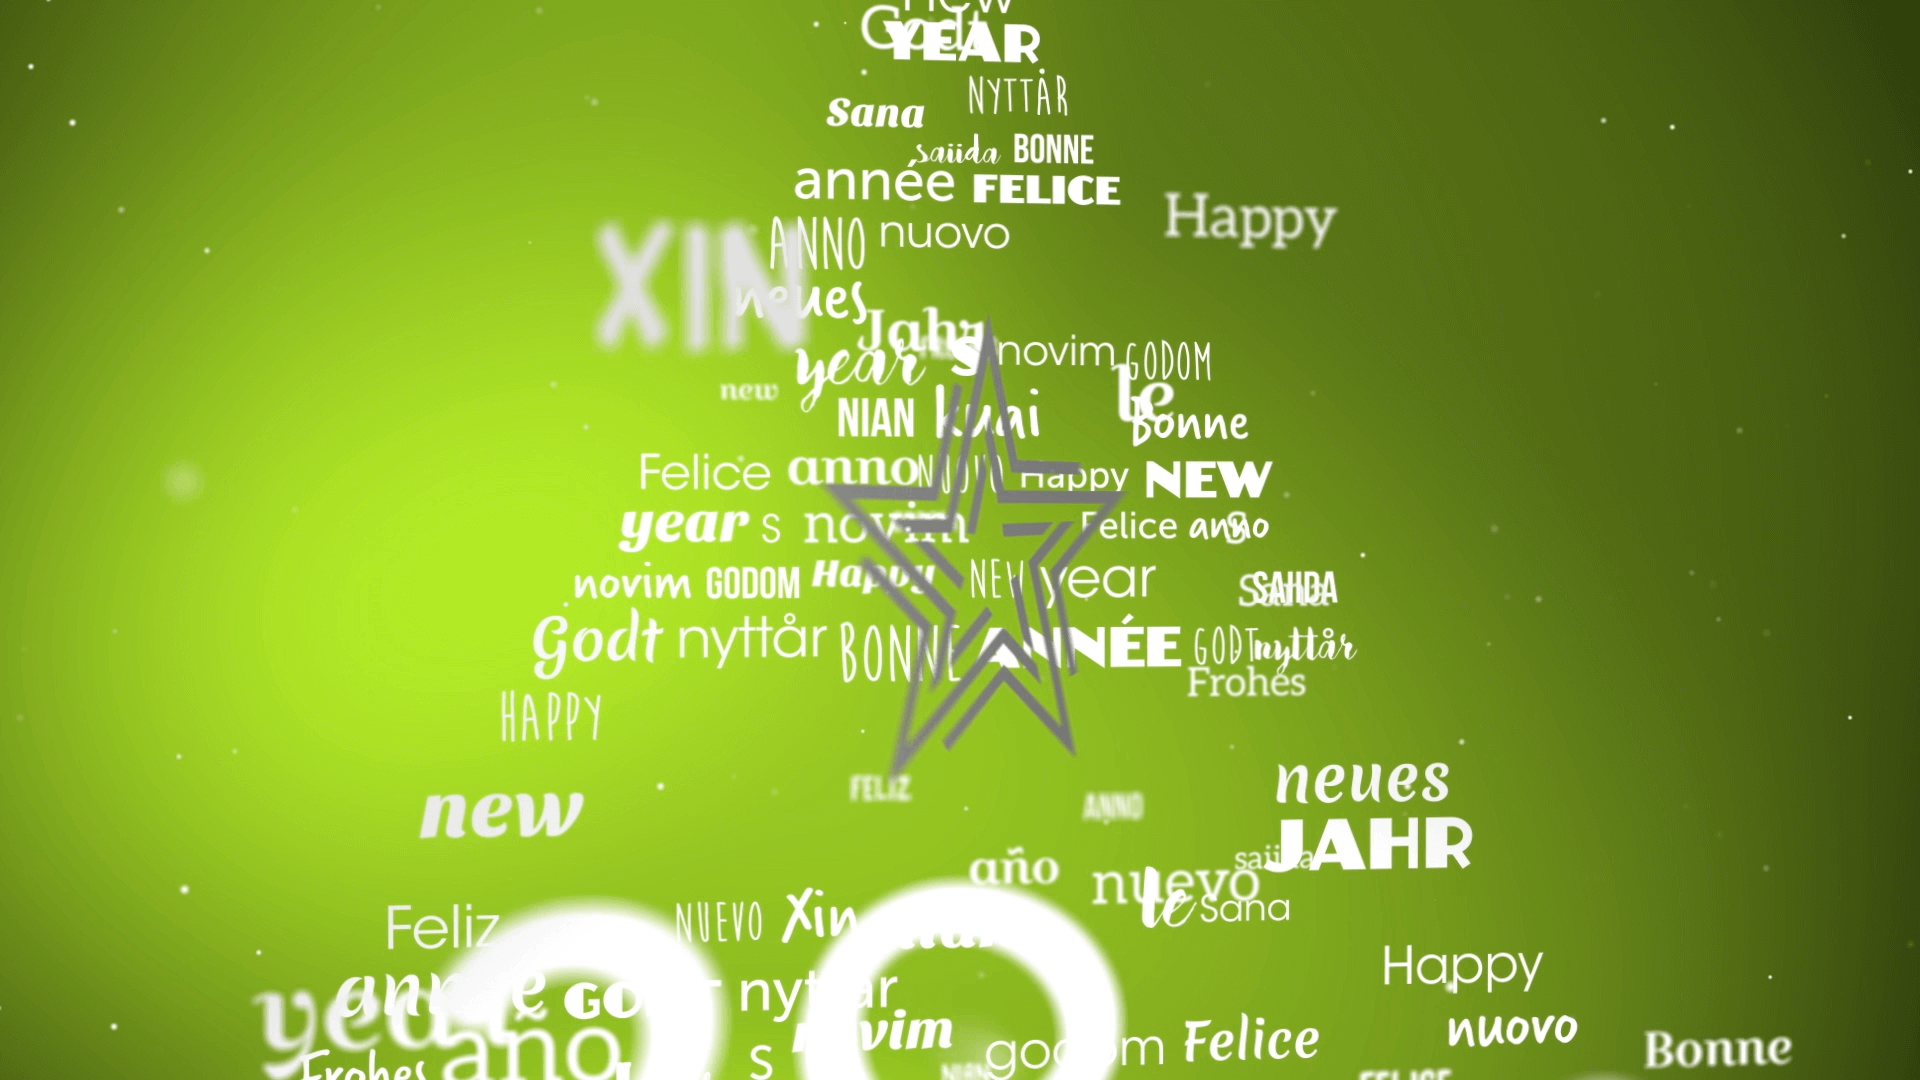 new
Godt
YEAR
NYTTÅR
Sana
saiida BONNE
année FELICE
Happy
ANNO nuovo
XIN
neues
Jahr
year s novim GODOM
new
le
NIAN kuai Bonne
Felice anno NUOVO Happy NEW
year s novim Felice anno
S
novim GODOM Happy NEW year Sana SAIIDA
Godt nyttår BONNE ANNÉE GODT nyttår
Frohes
HAPPY
neues
new FELIZ ANNO
JAHR
año nuevo saiida
Feliz NUEVO Xin le Sana
Happy
année nyttår
year año novim nuovo
s godom Felice Bonne
Frohes NIAN FELICE